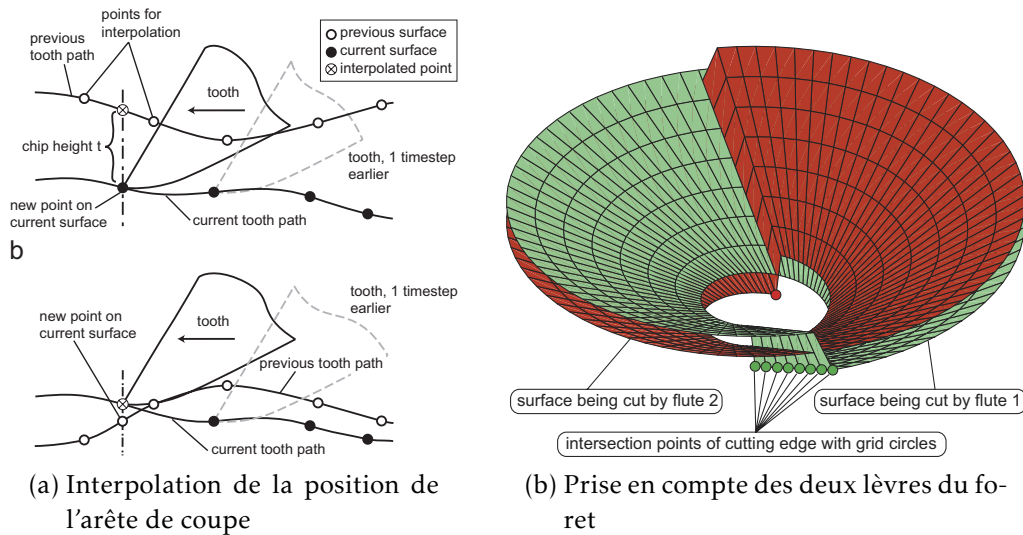 points for
interpolation
previous
tooth path
previous surface
current surface
interpolated point
tooth
chip height t
tooth, 1 timestep
earlier
new point on
current surface
current tooth path
b
tooth, 1 timestep
earlier
new point on
current surface
tooth
previous tooth path
current tooth path
(a) Interpolation de la position de
l'arête de coupe
surface being cut by flute 2
surface being cut by flute 1
intersection points of cutting edge with grid circles
(b) Prise en compte des deux lèvres du fo-
ret